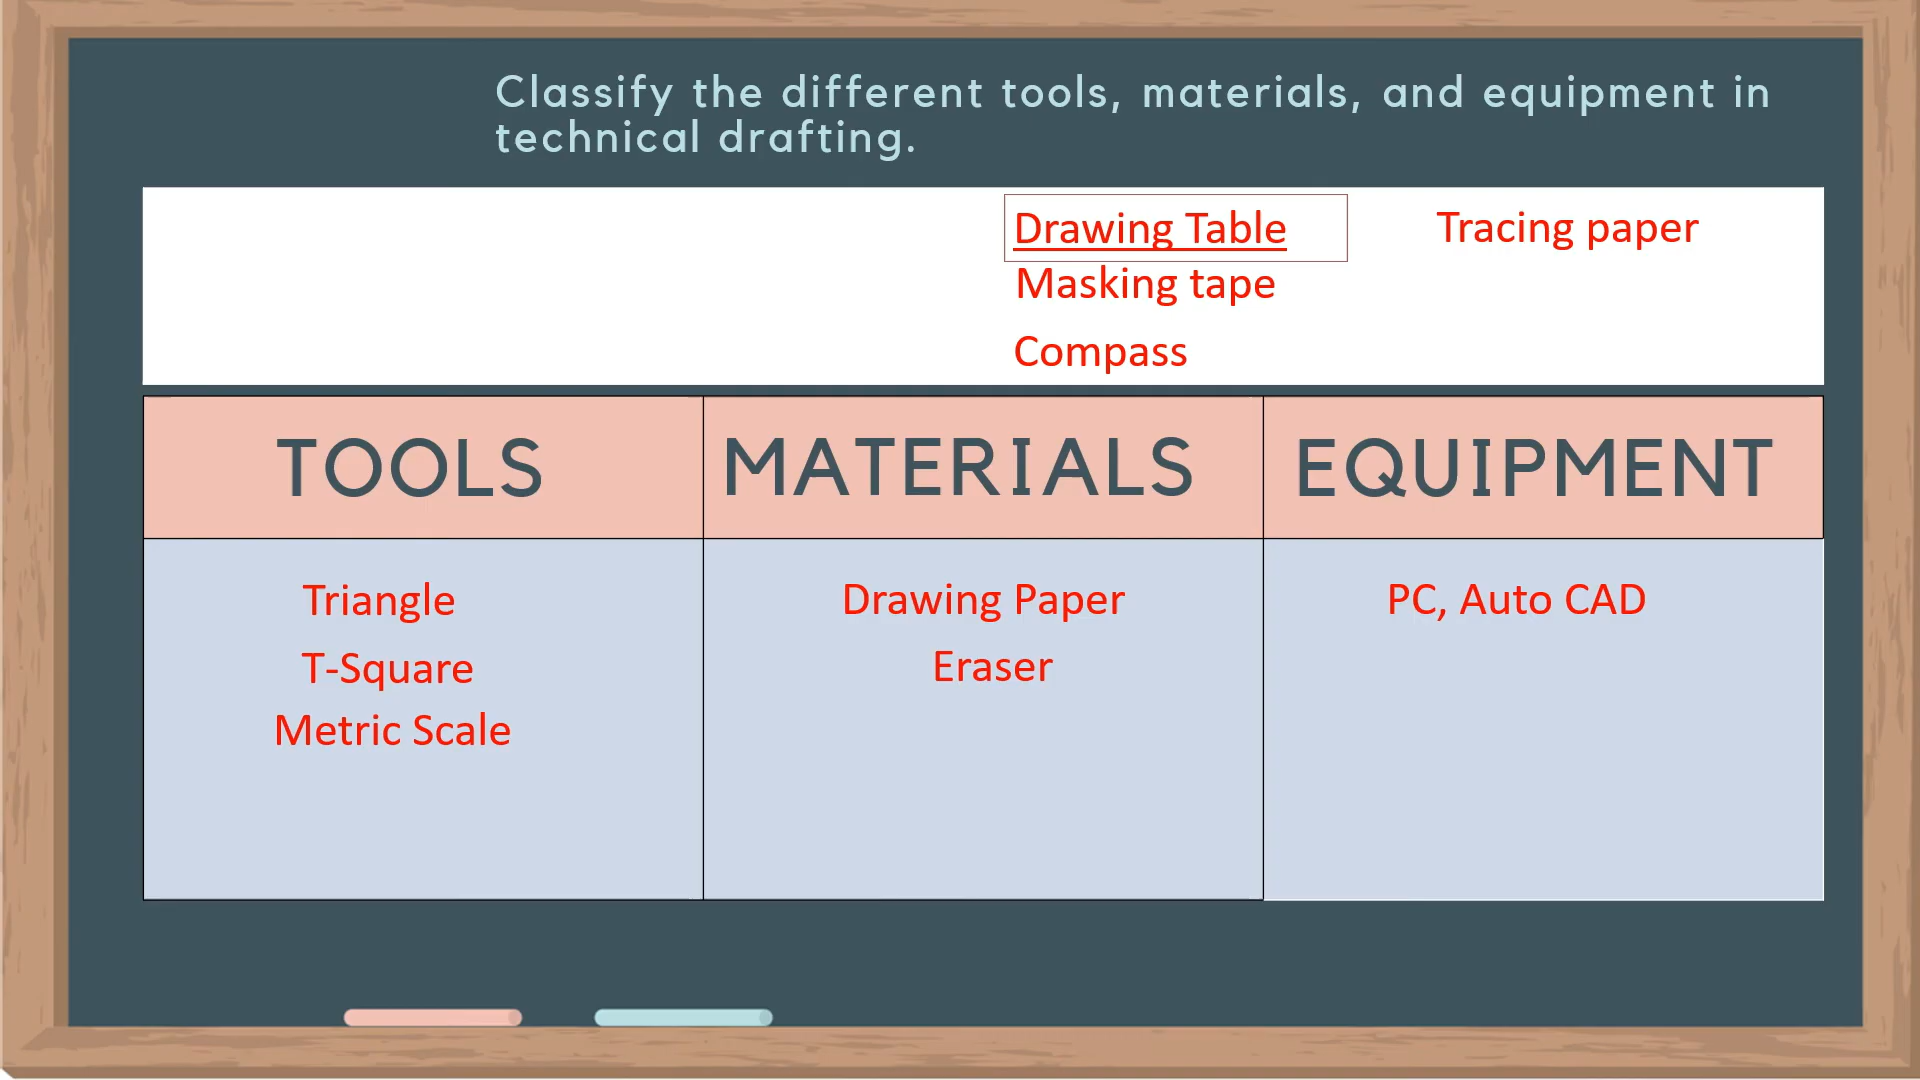 Classify the different tools, materials, and equipment in
technical drafting.
Drawing Table
Tracing paper
Masking tape
Compass
TOOLS
MATERIALS
EQUIPMENT
Triangle
Drawing Paper
PC, Auto CAD
T-Square
Eraser
Metric Scale